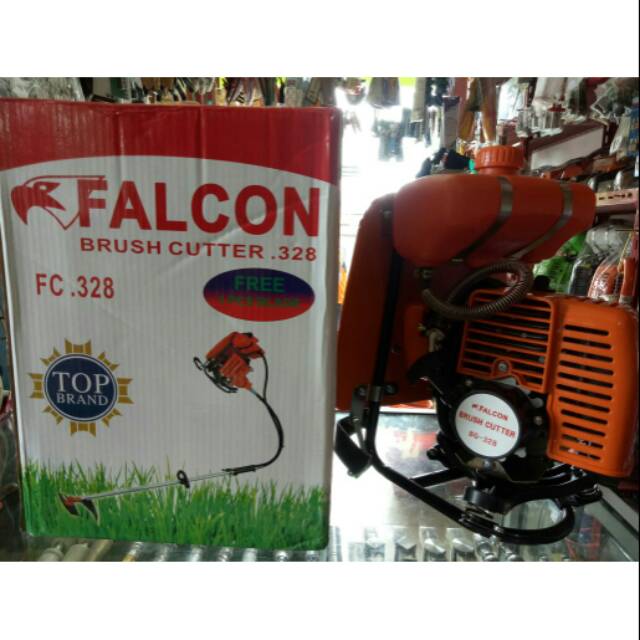 FALCON
BRUSH CUTTER .328
FC .328
FREE
TOP
BRAND
FALCON
BRUSH CUTTER
BG-328